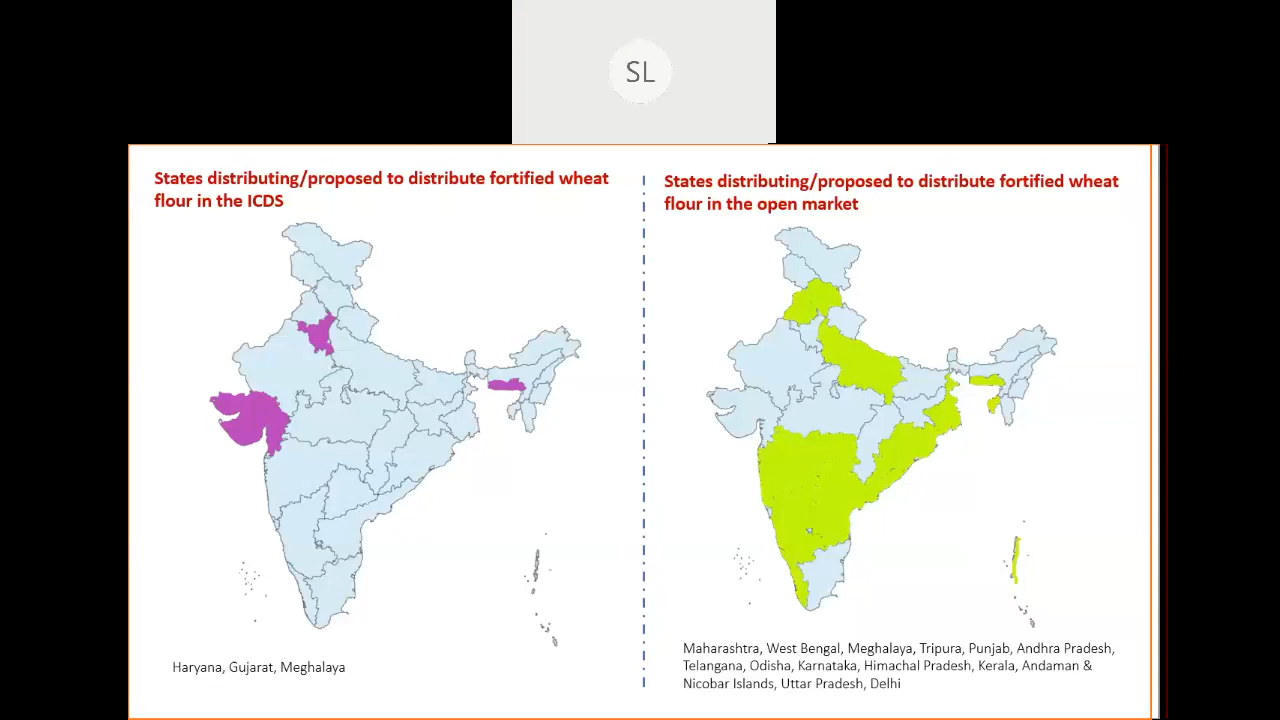 SL
States distributing/proposed to distribute fortified wheat
flour in the ICDS
Haryana, Gujarat, Meghalaya
States distributing/proposed to distribute fortified wheat
flour in the open market
Maharashtra, West Bengal, Meghalaya, Tripura, Punjab, Andhra Pradesh,
Telangana, Odisha, Karnataka, Himachal Pradesh, Kerala, Andaman &
Nicobar Islands, Uttar Pradesh, Delhi